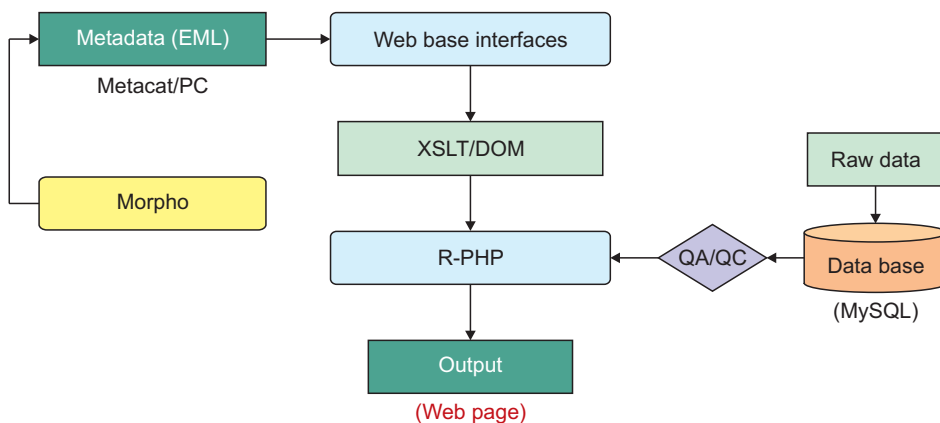 Metadata (EML)
Web base interfaces
Metacat/PC
XSLT/DOM
Raw data
Morpho
R-PHP
QA/QC
Data base
(MySQL)
Output
(Web page)